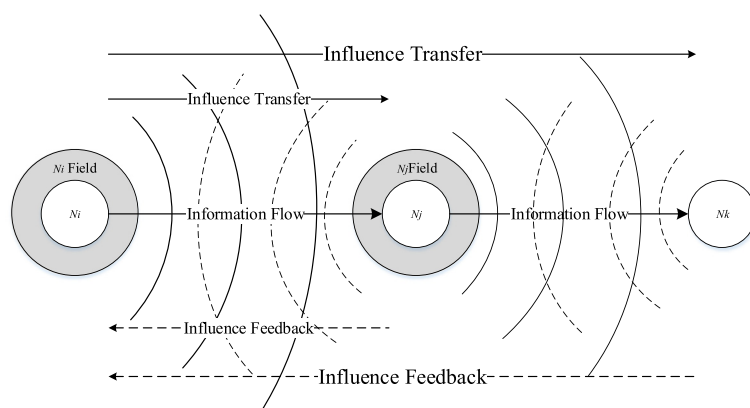 Influence Transfer
Influence Transfer
Ni Field
NjField
Ni
Information Flow
Nj
Information Flow
Nk
Influence Feedback
Influence Feedback